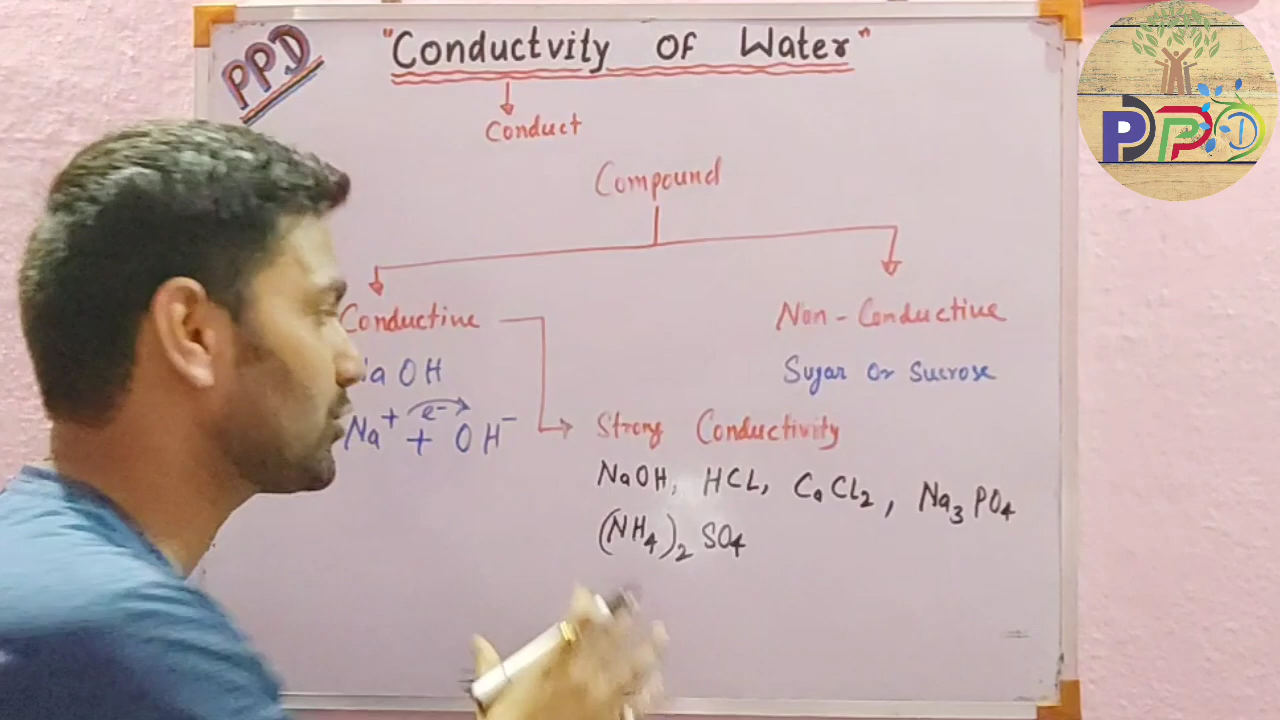 PPD
"Conductvity OF Water"
Conduct
Compound
Conductive
Non-Conductive
NaOH
Sugar Or Sucrose
Na⁺ + OH⁻
e⁻
Strong Conductivity
NaOH, HCL, CaCl₂, Na₃PO₄
(NH₄)₂ SO₄
PPD